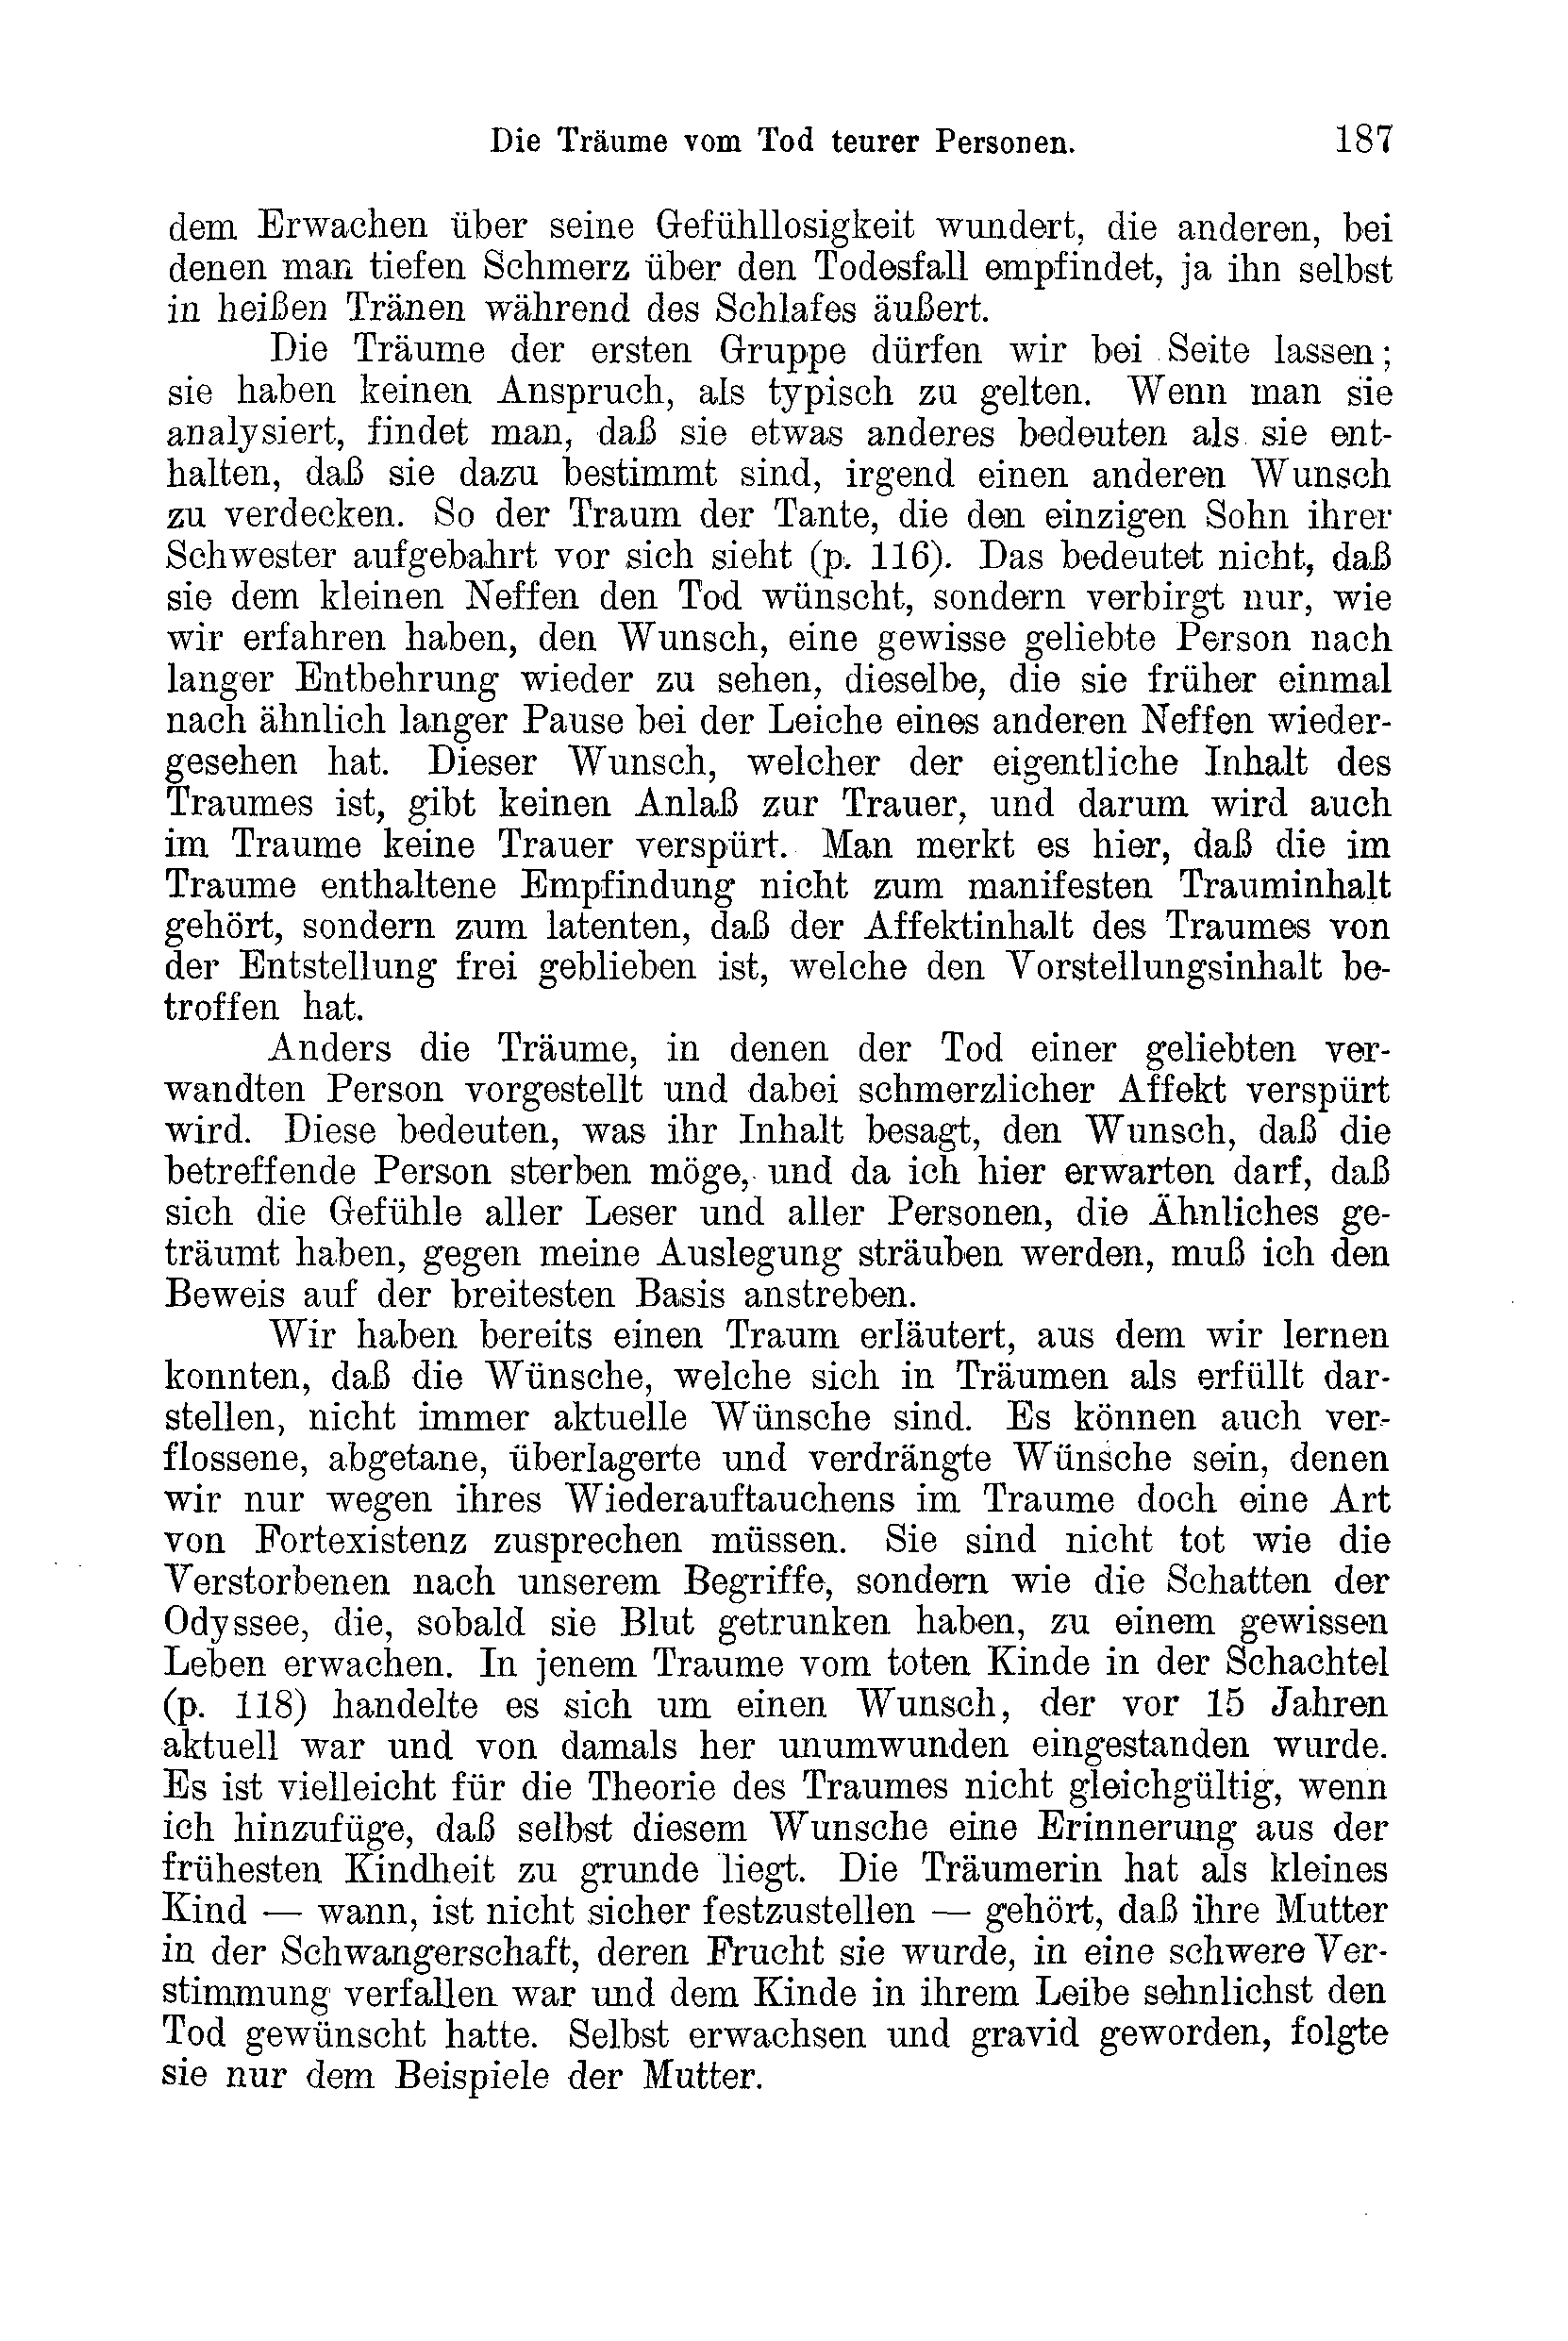 Die Träume vom Tod teurer Personen. 187
dem Erwachen über seine Gefühllosigkeit wundert, die anderen, bei
denen man tiefen Schmerz über den Todesfall empfindet, ja ihn selbst
in heißen Tränen während des Schlafes äußert.
Die Träume der ersten Gruppe dürfen wir bei Seite lassen;
sie haben keinen Anspruch, als typisch zu gelten. Wenn man sie
analysiert, findet man, daß sie etwas anderes bedeuten als sie ent-
halten, daß sie dazu bestimmt sind, irgend einen anderen Wunsch
zu verdecken. So der Traum der Tante, die den einzigen Sohn ihrer
Schwester aufgebahrt vor sich sieht (p. 116). Das bedeutet nicht, daß
sie dem kleinen Neffen den Tod wünscht, sondern verbirgt nur, wie
wir erfahren haben, den Wunsch, eine gewisse geliebte Person nach
langer Entbehrung wieder zu sehen, dieselbe, die sie früher einmal
nach ähnlich langer Pause bei der Leiche eines anderen Neffen wieder-
gesehen hat. Dieser Wunsch, welcher der eigentliche Inhalt des
Traumes ist, gibt keinen Anlaß zur Trauer, und darum wird auch
im Traume keine Trauer verspürt. Man merkt es hier, daß die im
Traume enthaltene Empfindung nicht zum manifesten Trauminhalt
gehört, sondern zum latenten, daß der Affektinhalt des Traumes von
der Entstellung frei geblieben ist, welche den Vorstellungsinhalt be-
troffen hat.
Anders die Träume, in denen der Tod einer geliebten ver-
wandten Person vorgestellt und dabei schmerzlicher Affekt verspürt
wird. Diese bedeuten, was ihr Inhalt besagt, den Wunsch, daß die
betreffende Person sterben möge, und da ich hier erwarten darf, daß
sich die Gefühle aller Leser und aller Personen, die Ähnliches ge-
träumt haben, gegen meine Auslegung sträuben werden, muß ich den
Beweis auf der breitesten Basis anstreben.
Wir haben bereits einen Traum erläutert, aus dem wir lernen
konnten, daß die Wünsche, welche sich in Träumen als erfüllt dar-
stellen, nicht immer aktuelle Wünsche sind. Es können auch ver-
flossene, abgetane, überlagerte und verdrängte Wünsche sein, denen
wir nur wegen ihres Wiederauftauchens im Traume doch eine Art
von Fortexistenz zusprechen müssen. Sie sind nicht tot wie die
Verstorbenen nach unserem Begriffe, sondern wie die Schatten der
Odyssee, die, sobald sie Blut getrunken haben, zu einem gewissen
Leben erwachen. In jenem Traume vom toten Kinde in der Schachtel
(p. 118) handelte es sich um einen Wunsch, der vor 15 Jahren
aktuell war und von damals her unumwunden eingestanden wurde.
Es ist vielleicht für die Theorie des Traumes nicht gleichgültig, wenn
ich hinzufüge, daß selbst diesem Wunsche eine Erinnerung aus der
frühesten Kindheit zu grunde liegt. Die Träumerin hat als kleines
Kind — wann, ist nicht sicher festzustellen — gehört, daß ihre Mutter
in der Schwangerschaft, deren Frucht sie wurde, in eine schwere Ver-
stimmung verfallen war und dem Kinde in ihrem Leibe sehnlichst den
Tod gewünscht hatte. Selbst erwachsen und gravid geworden, folgte
sie nur dem Beispiele der Mutter.